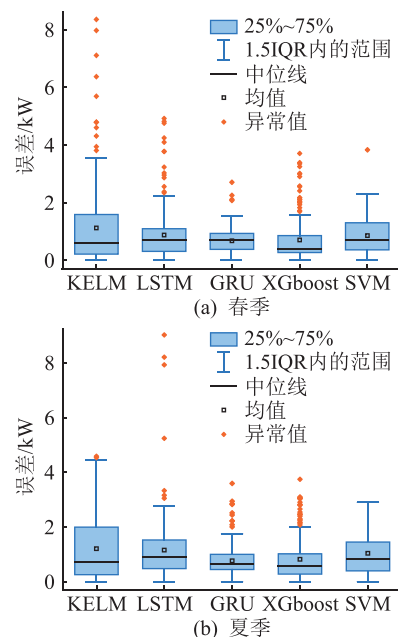 8
6
4
2
0
误差/kW
25%~75%
1.5IQR内的范围
中位线
均值
异常值
KELM LSTM GRU XGboost SVM
(a) 春季
8
6
4
2
0
误差/kW
25%~75%
1.5IQR内的范围
中位线
均值
异常值
KELM LSTM GRU XGboost SVM
(b) 夏季